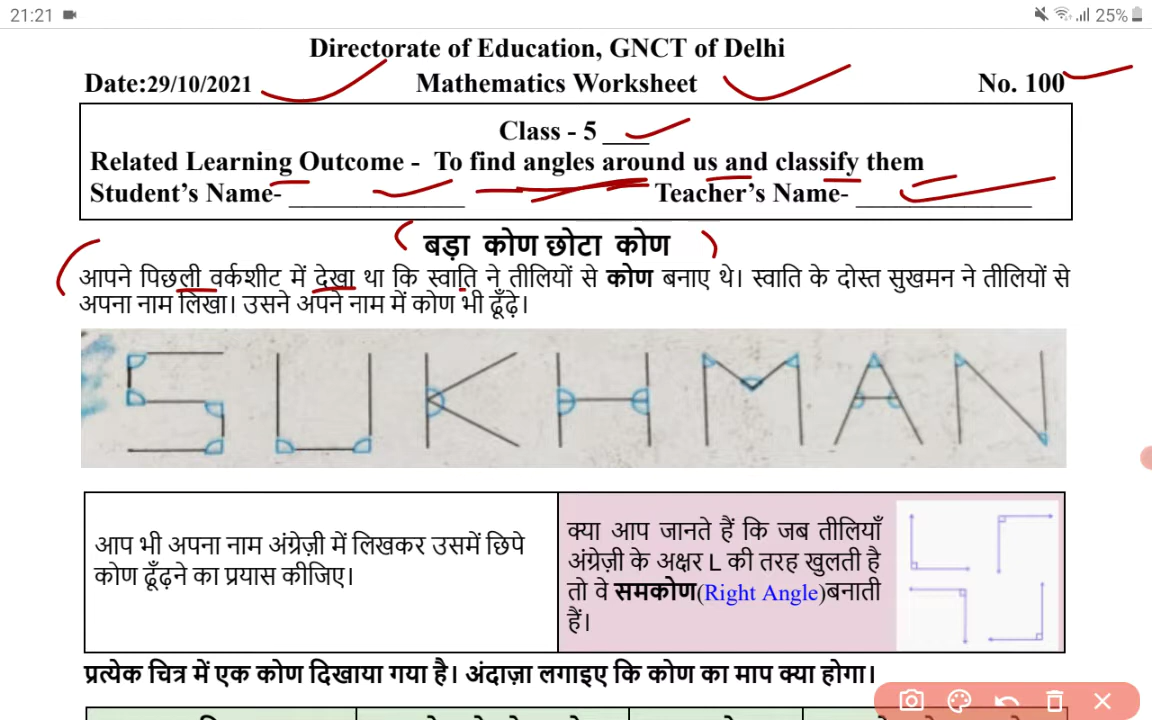 21:21
25%
Directorate of Education, GNCT of Delhi
Date:29/10/2021 Mathematics Worksheet No. 100
Class - 5 ____
Related Learning Outcome - To find angles around us and classify them
Student's Name- ______________ Teacher's Name- ______________
बड़ा कोण छोटा कोण
आपने पिछली वर्कशीट में देखा था कि स्वाति ने तीलियों से कोण बनाए थे। स्वाति के दोस्त सुखमन ने तीलियों से
अपना नाम लिखा। उसने अपने नाम में कोण भी ढूँढ़े।
SUKHMAN
आप भी अपना नाम अंग्रेज़ी में लिखकर उसमें छिपे
कोण ढूँढ़ने का प्रयास कीजिए।
क्या आप जानते हैं कि जब तीलियाँ
अंग्रेज़ी के अक्षर L की तरह खुलती है
तो वे समकोण(Right Angle)बनाती
हैं।
प्रत्येक चित्र में एक कोण दिखाया गया है। अंदाज़ा लगाइए कि कोण का माप क्या होगा।